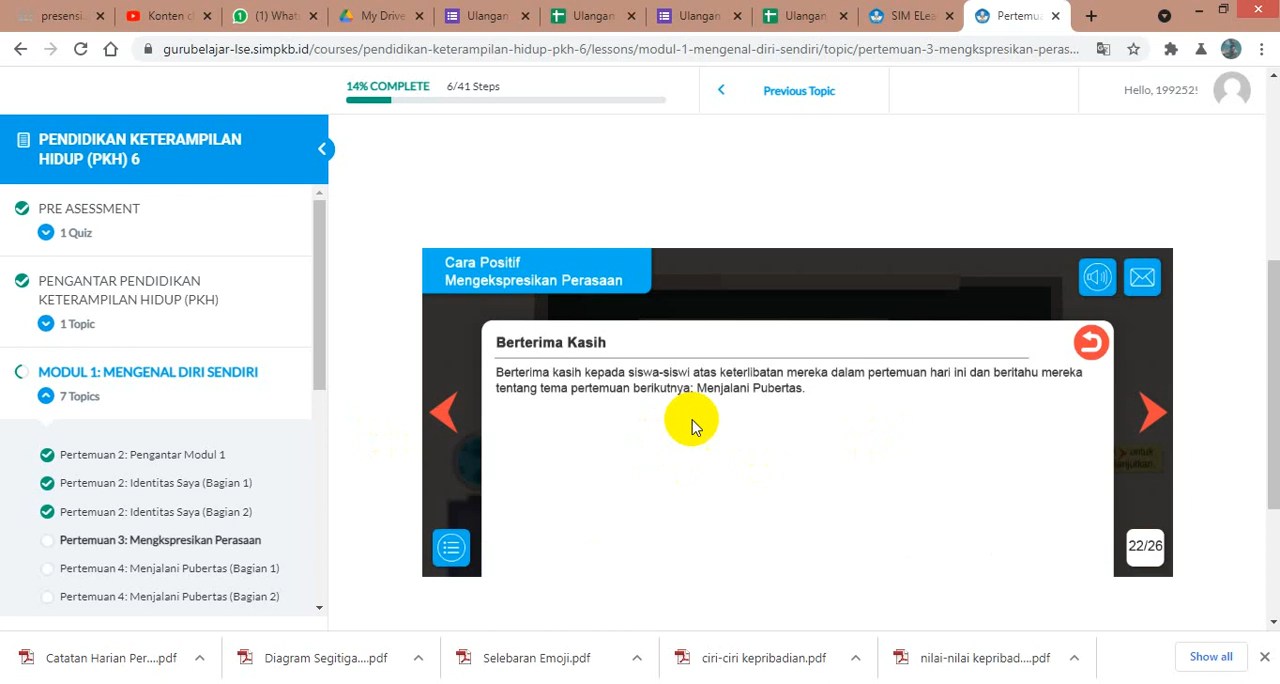 presensi.
Konten c
(1) What
My Drive
Ulangan
Ulangan
Ulangan
Ulangan
SIM ELea
Pertemu
gurubelajar-lse.simpkb.id/courses/pendidikan-keterampilan-hidup-pkh-6/lessons/modul-1-mengenal-diri-sendiri/topic/pertemuan-3-mengkspresikan-peras...
14% COMPLETE 6/41 Steps
Previous Topic
Hello, 199252!
PENDIDIKAN KETERAMPILAN
HIDUP (PKH) 6
PRE ASESSMENT
1 Quiz
PENGANTAR PENDIDIKAN
KETERAMPILAN HIDUP (PKH)
1 Topic
MODUL 1: MENGENAL DIRI SENDIRI
7 Topics
Pertemuan 2: Pengantar Modul 1
Pertemuan 2: Identitas Saya (Bagian 1)
Pertemuan 2: Identitas Saya (Bagian 2)
Pertemuan 3: Mengkspresikan Perasaan
Pertemuan 4: Menjalani Pubertas (Bagian 1)
Pertemuan 4: Menjalani Pubertas (Bagian 2)
Cara Positif
Mengekspresikan Perasaan
Berterima Kasih
Berterima kasih kepada siswa-siswi atas keterlibatan mereka dalam pertemuan hari ini dan beritahu mereka
tentang tema pertemuan berikutnya: Menjalani Pubertas.
untuk
22/26
Catatan Harian Per....pdf
Diagram Segitiga....pdf
Selebaran Emoji.pdf
ciri-ciri kepribadian.pdf
nilai-nilai kepribad....pdf
Show all